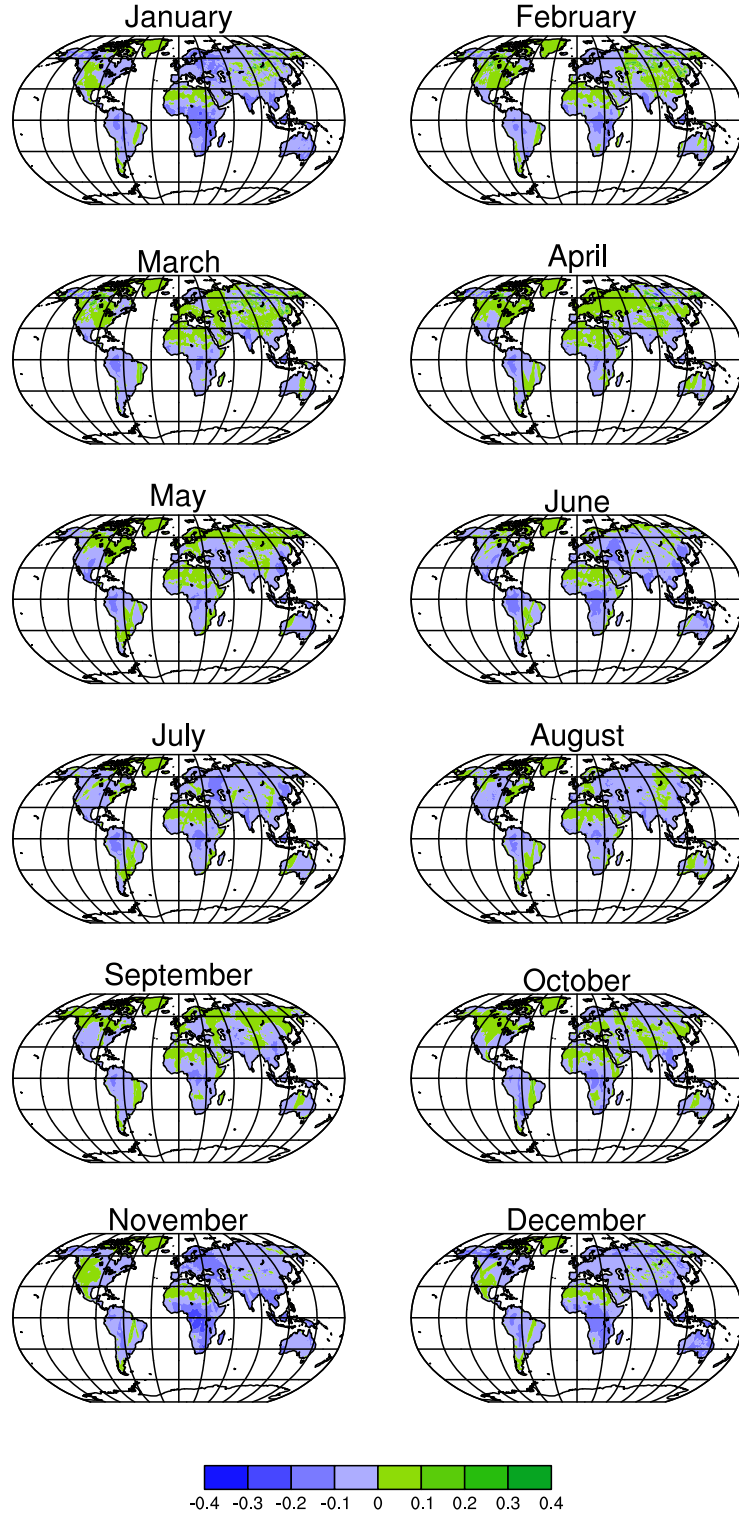 January February
March April
May June
July August
September October
November December
-0.4 -0.3 -0.2 -0.1 0 0.1 0.2 0.3 0.4